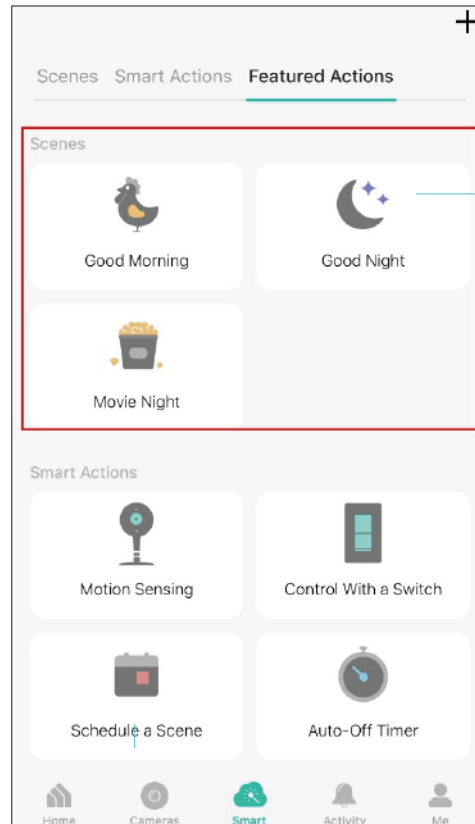 +
Scenes Smart Actions Featured Actions
Scenes
Good Morning Good Night
Movie Night
Smart Actions
Motion Sensing Control With a Switch
Schedule a Scene Auto-Off Timer
Home Cameras Smart Activity Me